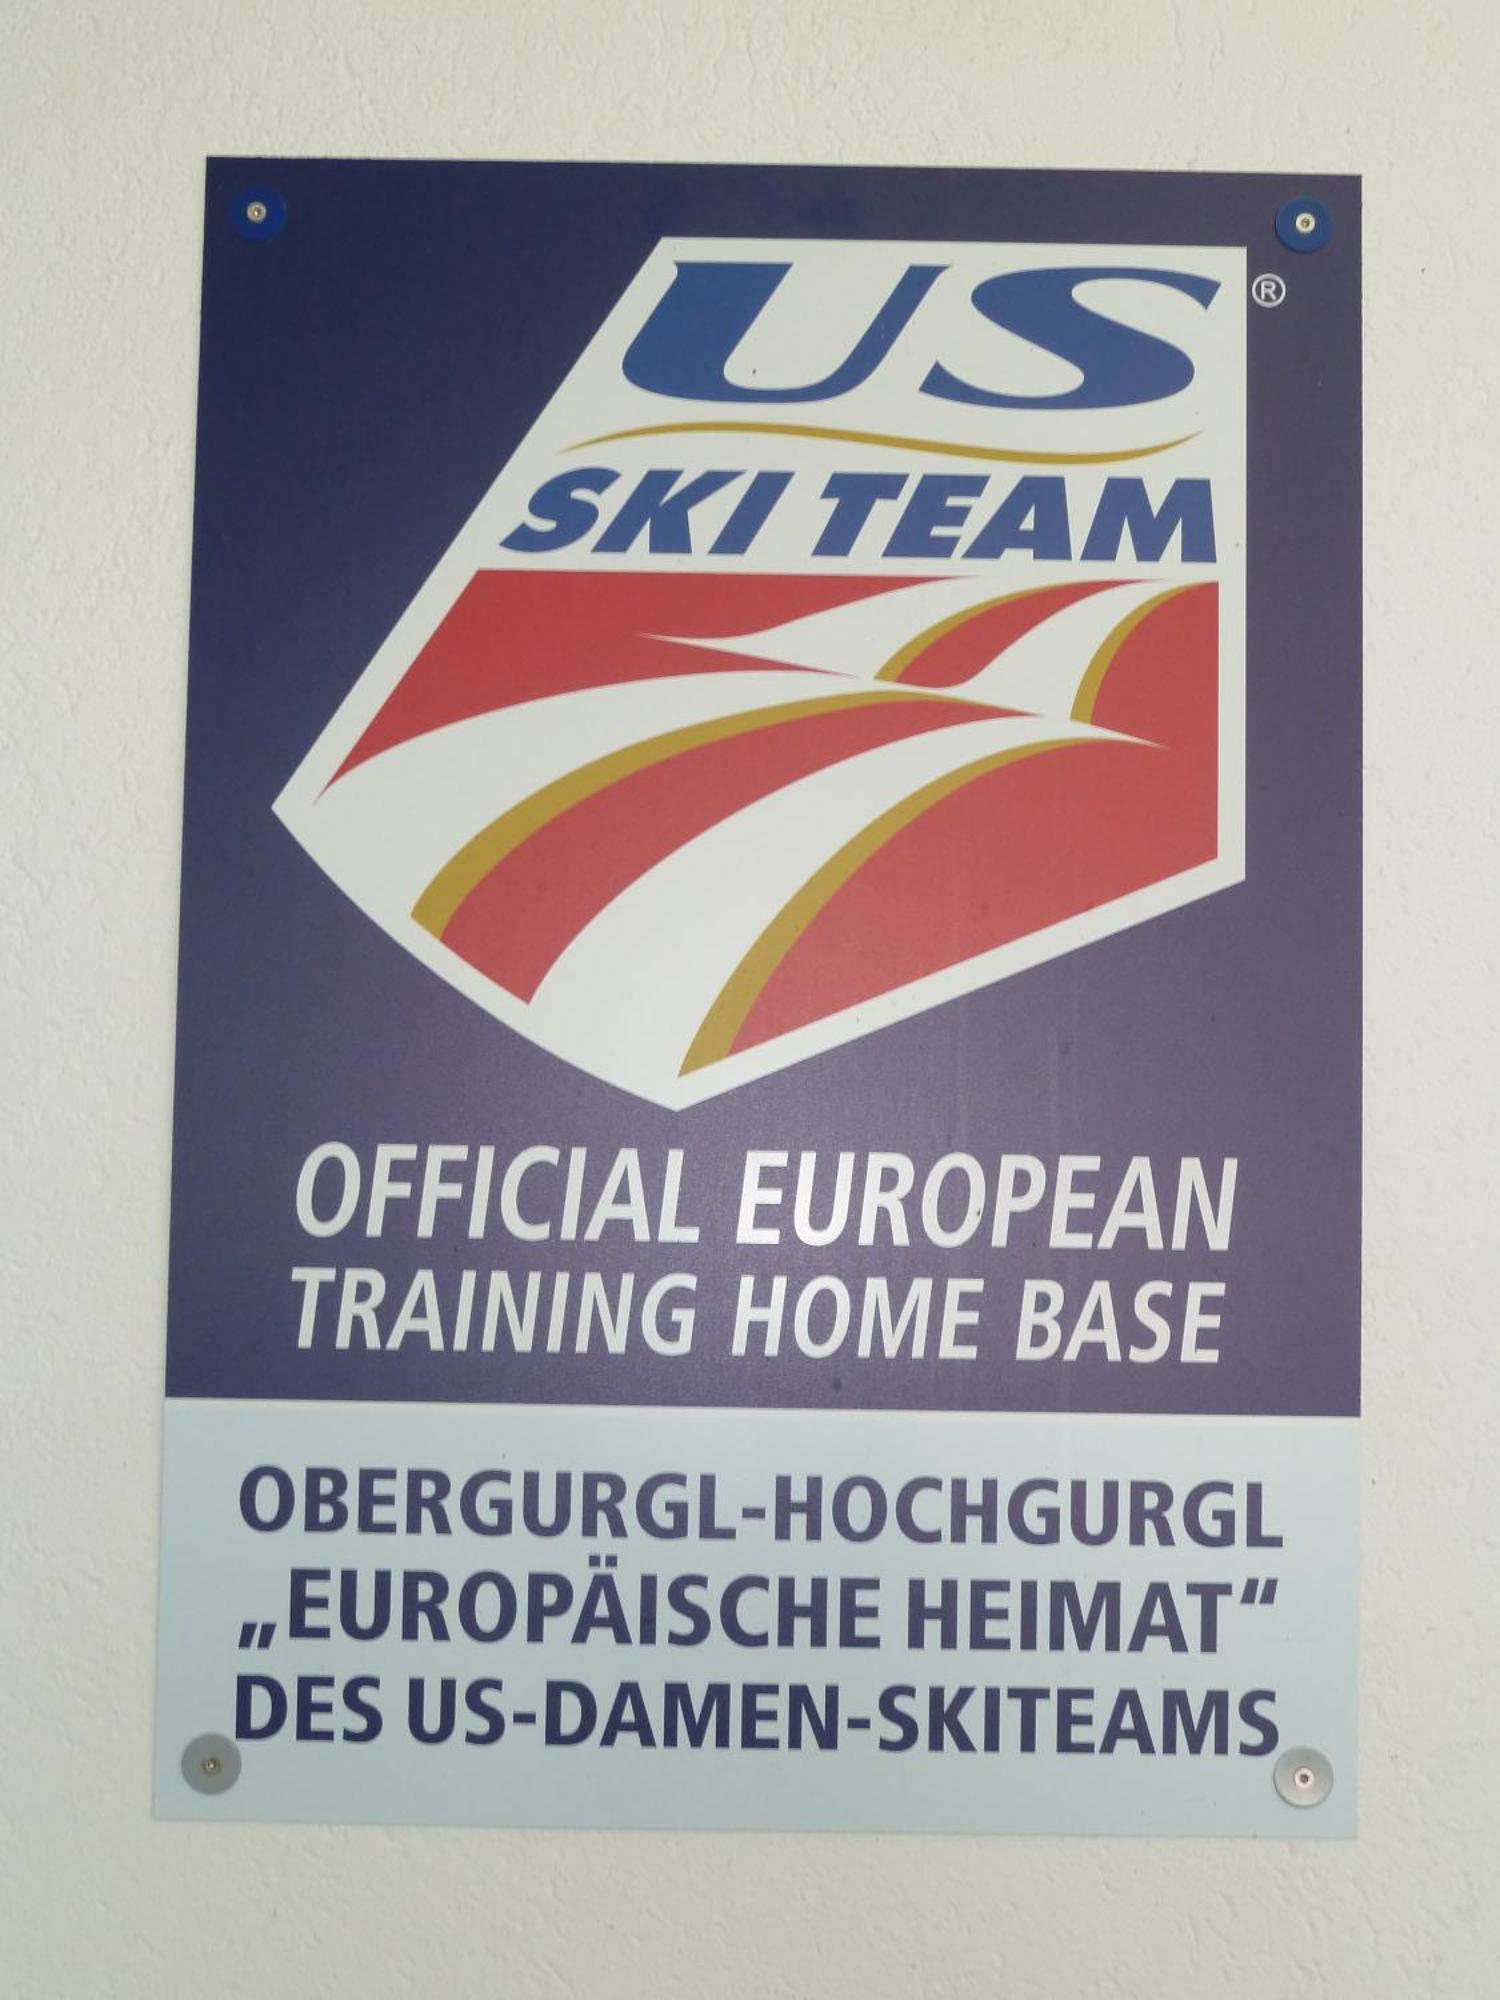 US ®
SKI TEAM
OFFICIAL EUROPEAN
TRAINING HOME BASE
OBERGURGL-HOCHGURGL
„EUROPÄISCHE HEIMAT“
DES US-DAMEN-SKITEAMS